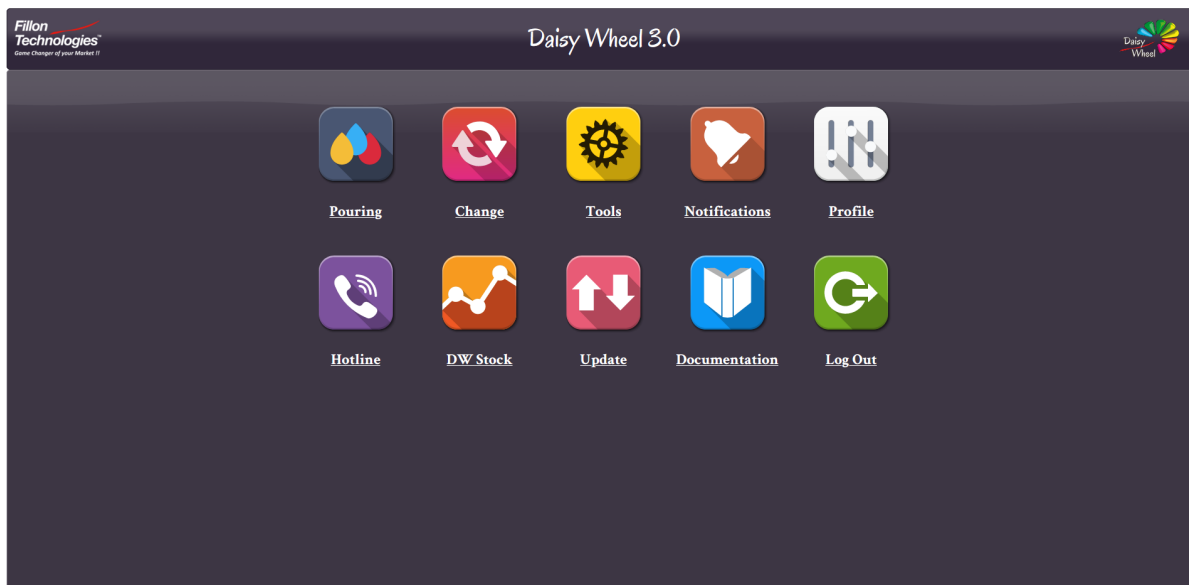 Fillon
Technologies™
Game Changer of your Market !!
Daisy Wheel 3.0
Daisy
Wheel
Pouring
Change
Tools
Notifications
Profile
Hotline
DW Stock
Update
Documentation
Log Out